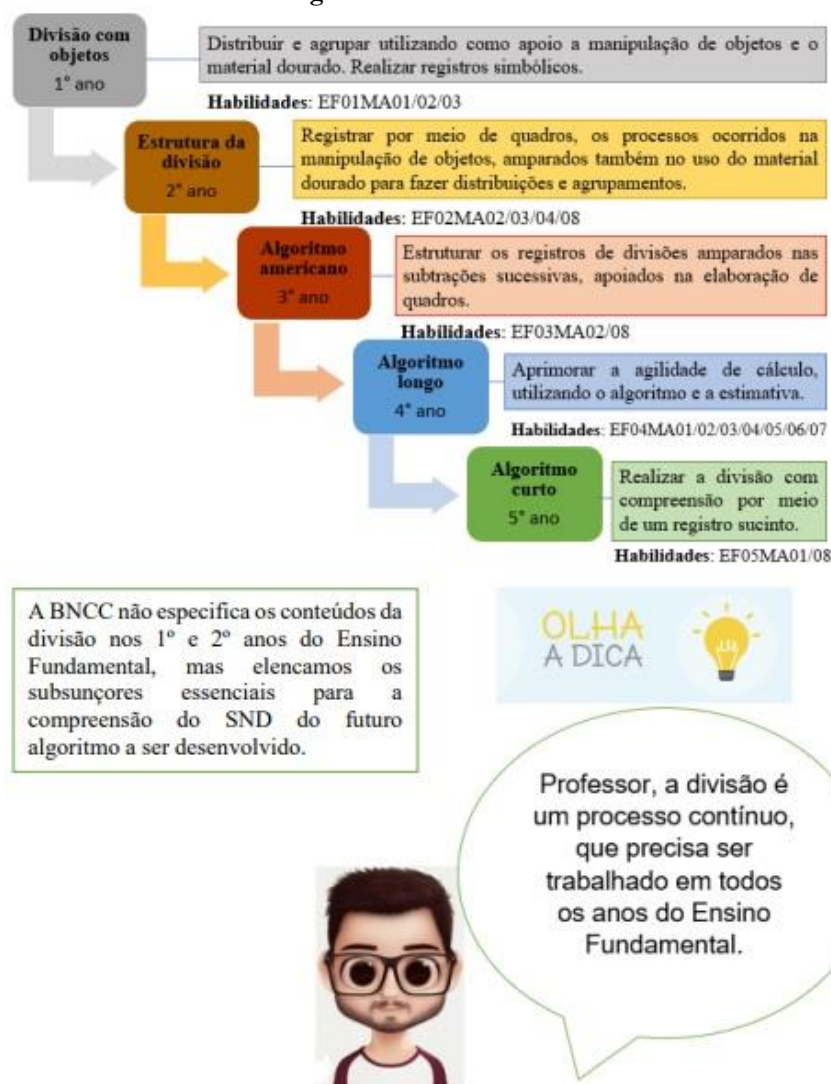 Divisão com
objetos
1° ano
Distribuir e agrupar utilizando como apoio a manipulação de objetos e o
material dourado. Realizar registros simbólicos.
Habilidades: EF01MA01/02/03
Estrutura da
divisão
2° ano
Registrar por meio de quadros, os processos ocorridos na
manipulação de objetos, amparados também no uso do material
dourado para fazer distribuições e agrupamentos.
Habilidades: EF02MA02/03/04/08
Algoritmo
americano
3° ano
Estruturar os registros de divisões amparados nas
subtrações sucessivas, apoiados na elaboração de
quadros.
Habilidades: EF03MA02/08
Algoritmo
longo
4° ano
Aprimorar a agilidade de cálculo,
utilizando o algoritmo e a estimativa.
Habilidades: EF04MA01/02/03/04/05/06/07
Algoritmo
curto
5° ano
Realizar a divisão com
compreensão por meio
de um registro sucinto.
Habilidades: EF05MA01/08
A BNCC não especifica os conteúdos da
divisão nos 1º e 2º anos do Ensino
Fundamental, mas elencamos os
subsunçores essenciais para a
compreensão do SND do futuro
algoritmo a ser desenvolvido.
OLHA
A DICA
Professor, a divisão é
um processo contínuo,
que precisa ser
trabalhado em todos
os anos do Ensino
Fundamental.